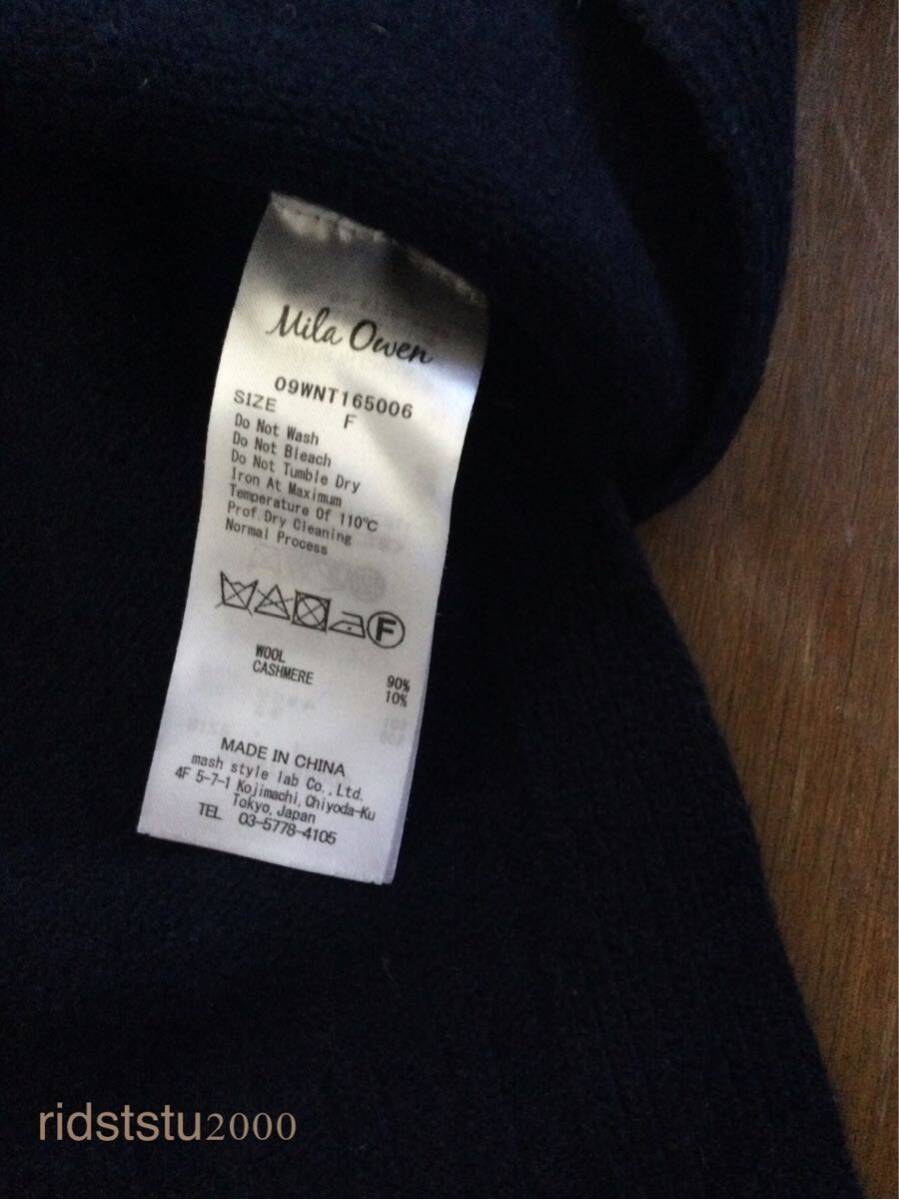 Mila Owen
09WNT165006
SIZE F
Do Not Wash
Do Not Bleach
Do Not Tumble Dry
Iron At Maximum
Temperature Of 110℃
Prof.Dry Cleaning
Normal Process
F
WOOL 90%
CASHMERE 10%
MADE IN CHINA
mash style lab Co.,Ltd.
4F 5-7-1 Kojimachi,Chiyoda-Ku
Tokyo,Japan
TEL 03-5778-4105
ridststu2000